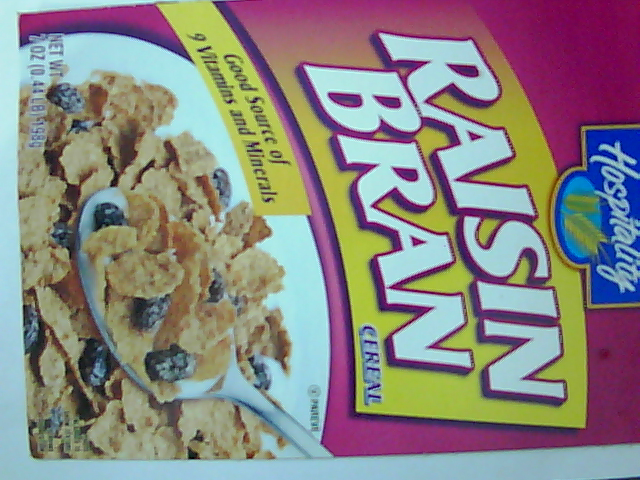 Hospitality
RAISIN
BRAN
CEREAL
Good Source of
9 Vitamins and Minerals
NET WT